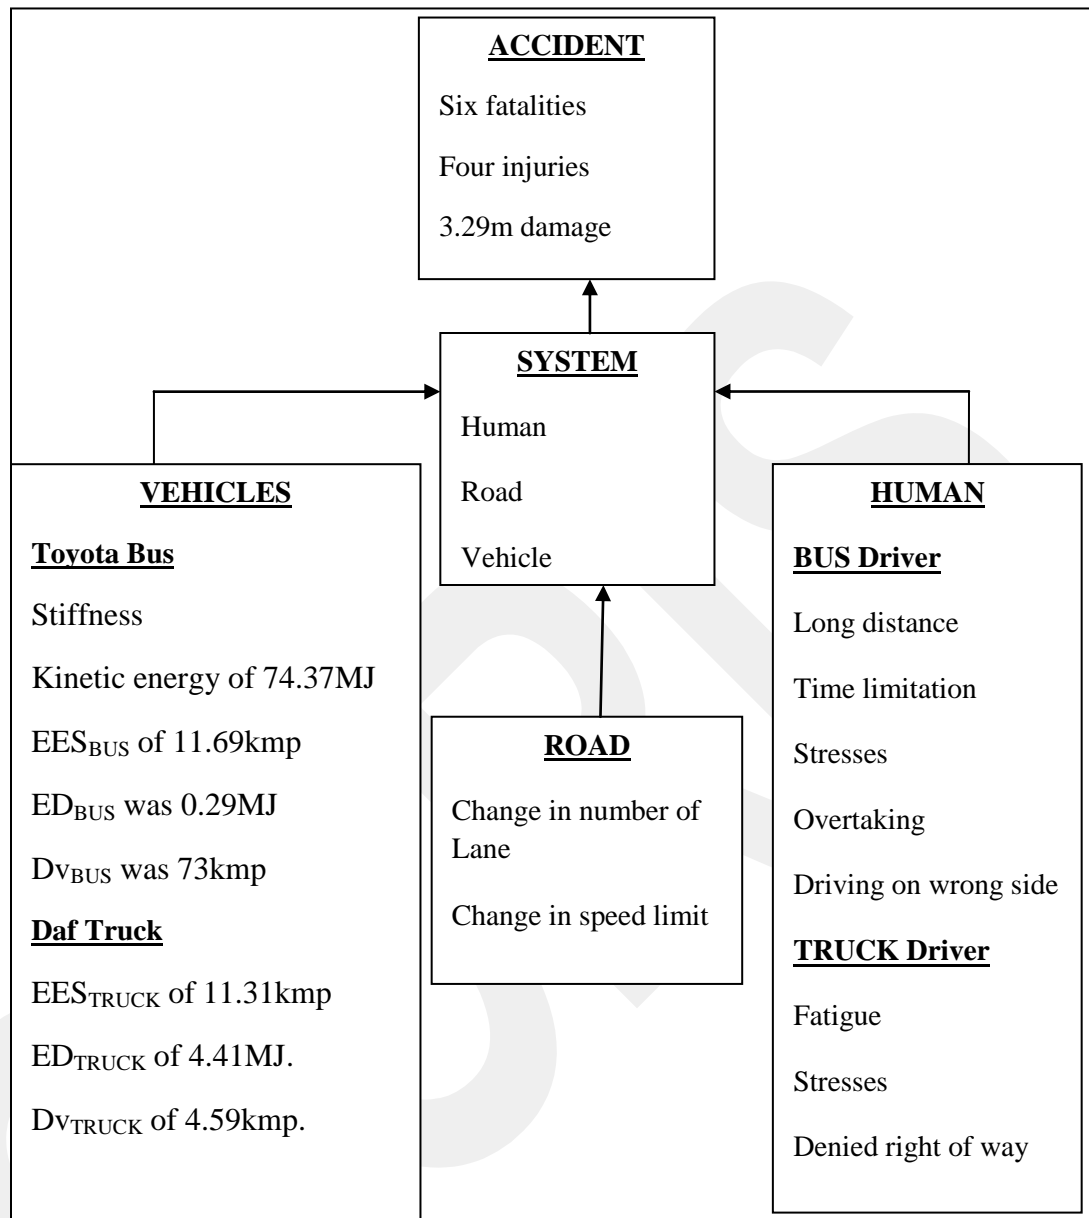 ACCIDENT
Six fatalities
Four injuries
3.29m damage
SYSTEM
Human
Road
Vehicle
VEHICLES
Toyota Bus
Stiffness
Kinetic energy of 74.37MJ
EESBUS of 11.69kmp
EDBUS was 0.29MJ
DvBUS was 73kmp
Daf Truck
EESTRUCK of 11.31kmp
EDTRUCK of 4.41MJ.
DvTRUCK of 4.59kmp.
ROAD
Change in number of
Lane
Change in speed limit
HUMAN
BUS Driver
Long distance
Time limitation
Stresses
Overtaking
Driving on wrong side
TRUCK Driver
Fatigue
Stresses
Denied right of way